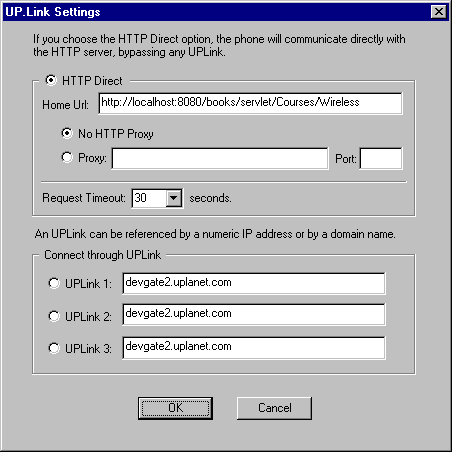 UP.Link Settings
If you choose the HTTP Direct option, the phone will communicate directly with
the HTTP server, bypassing any UPLink.
HTTP Direct
Home Url: http://localhost:8080/books/servlet/Courses/Wireless
No HTTP Proxy
Proxy: Port:
Request Timeout: 30 seconds.
An UPLink can be referenced by a numeric IP address or by a domain name.
Connect through UPLink
UPLink 1: devgate2.uplanet.com
UPLink 2: devgate2.uplanet.com
UPLink 3: devgate2.uplanet.com
OK Cancel